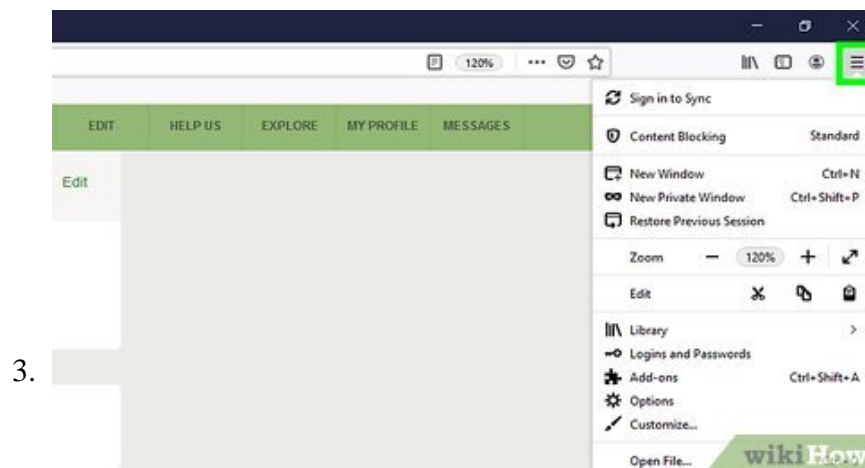 120%
EDIT HELP US EXPLORE MY PROFILE MESSAGES
Edit
3.
Sign in to Sync
Content Blocking Standard
New Window Ctrl+N
New Private Window Ctrl+Shift+P
Restore Previous Session
Zoom 120%
Edit
Library
Logins and Passwords
Add-ons Ctrl+Shift+A
Options
Customize...
Open File...
wikiHow